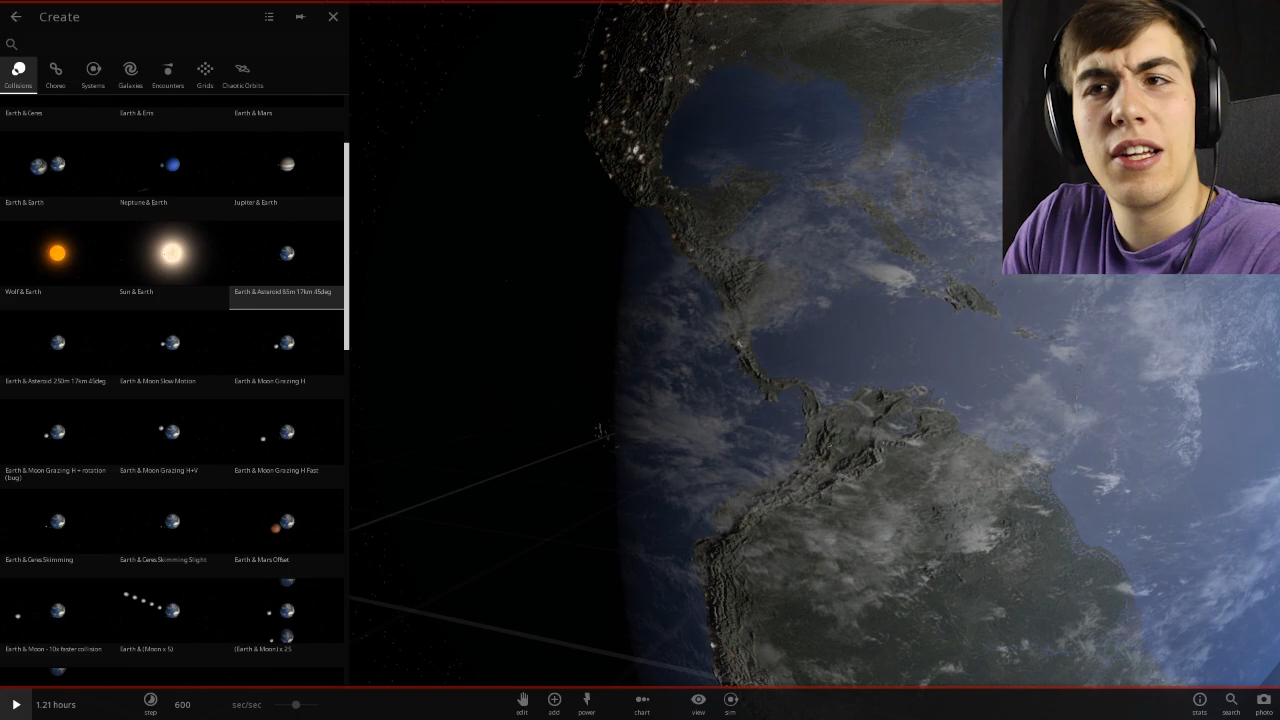 Create
Collisions Choreo Systems Galaxies Encounters Grids Chaotic Orbits
Earth & Ceres Earth & Eris Earth & Mars
Earth & Earth Neptune & Earth Jupiter & Earth
Wolf & Earth Sun & Earth Earth & Asteroid 85m 17km 45deg
Earth & Asteroid 250m 17km 45deg Earth & Moon Slow Motion Earth & Moon Grazing H
Earth & Moon Grazing H + rotation
(bug)
Earth & Moon Grazing H+V Earth & Moon Grazing H Fast
Earth & Ceres Skimming Earth & Ceres Skimming Slight Earth & Mars Offset
Earth & Moon - 10x faster collision Earth & (Moon x 5) (Earth & Moon) x 25
1.21 hours step 600 sec/sec edit add power chart view sim stats search photo